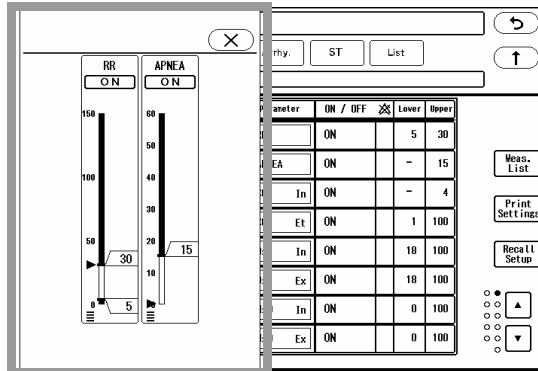 RR
ON
150
100
50
0
30
5
APNEA
ON
60
50
40
30
20
10
15
rhy.
ST
List
ameter
ON / OFF
Lower
Upper
ON
5
30
EA
ON
-
15
In
ON
-
4
Et
ON
1
100
In
ON
18
100
Ex
ON
18
100
In
ON
0
100
Ex
ON
0
100
Meas.
List
Print
Settings
Recall
Setup